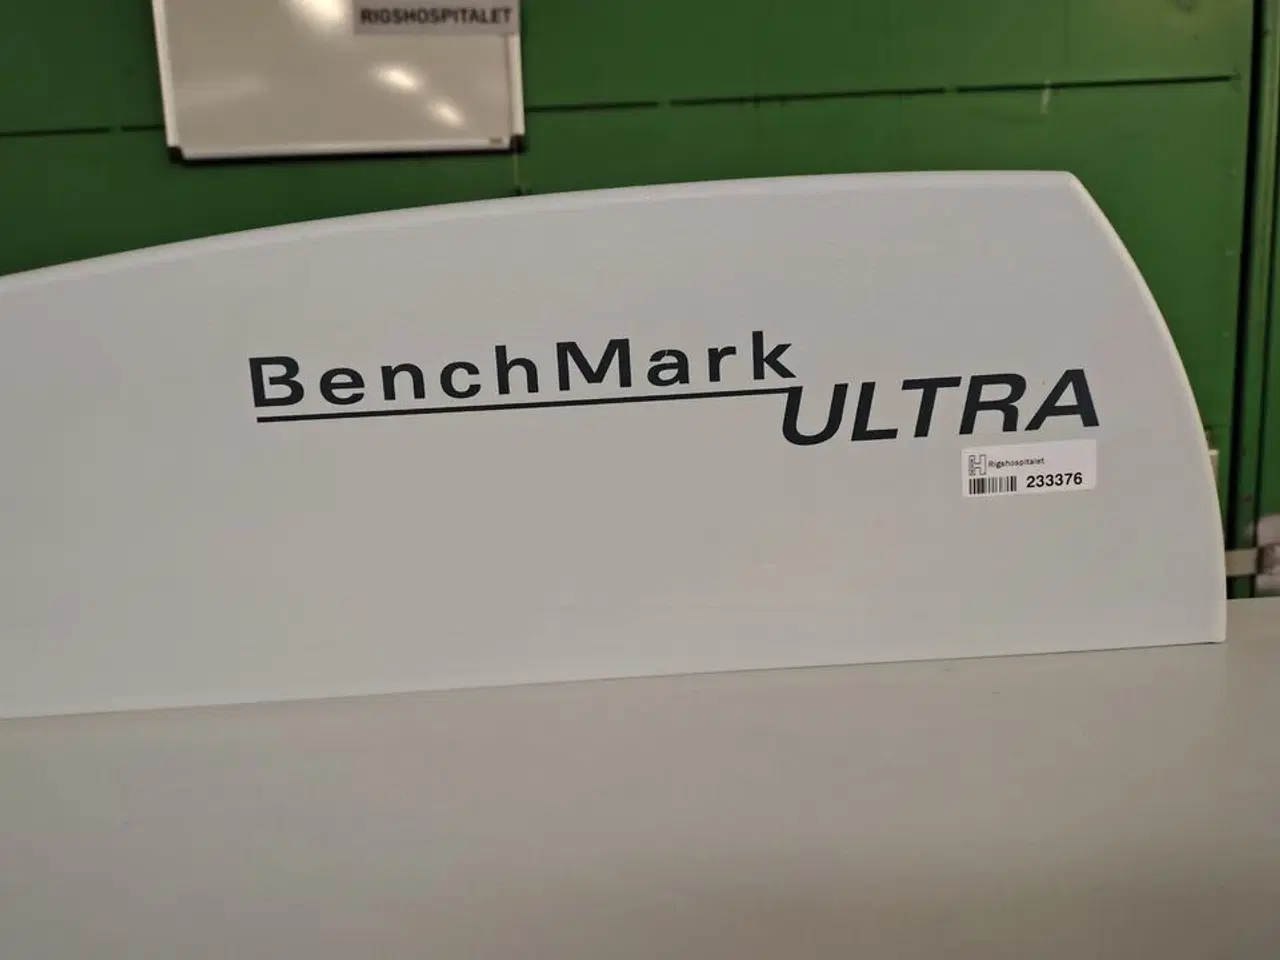 RIGSHOSPITALET
BenchMark
ULTRA
Rigshospitalet
233376